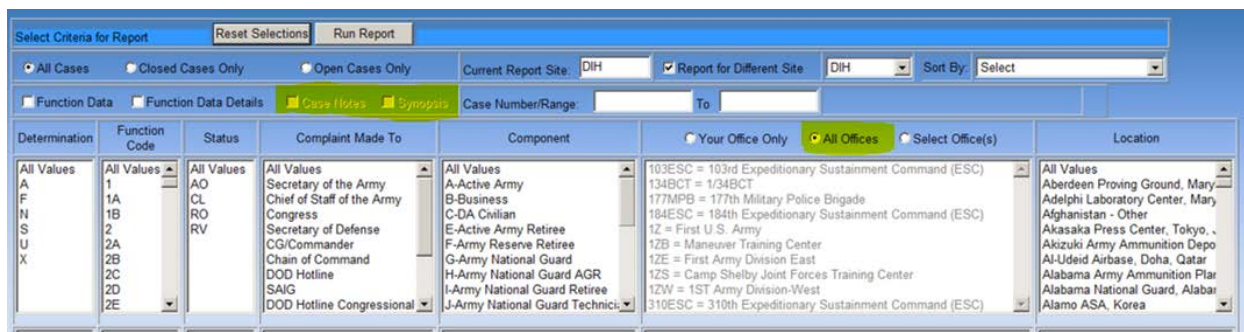 Select Criteria for Report Reset Selections Run Report
All Cases Closed Cases Only Open Cases Only Current Report Site: DIH Report for Different Site DIH Sort By: Select
Function Data Function Data Details Case Notes Synopsis Case Number/Range: To
Determination Function Code Status Complaint Made To Component Your Office Only All Offices Select Office(s) Location
All Values All Values All Values All Values All Values 103ESC = 103rd Expeditionary Sustainment Command (ESC) All Values
A 1 AO Secretary of the Army A-Active Army 134BCT = 1/34BCT Aberdeen Proving Ground, Mary
F 1A CL Chief of Staff of the Army B-Business 177MPB = 177th Military Police Brigade Adelphi Laboratory Center, Mary
N 1B RO Congress C-DA Civilian 184ESC = 184th Expeditionary Sustainment Command (ESC) Afghanistan - Other
S 2 RV Secretary of Defense E-Active Army Retiree 1Z = First U.S. Army Akasaka Press Center, Tokyo,
U 2A CG/Commander F-Army Reserve Retiree 1ZB = Maneuver Training Center Akizuki Army Ammunition Depo
X 2B Chain of Command G-Army National Guard 1ZE = First Army Division East Al-Udeid Airbase, Doha, Qatar
2C DOD Hotline H-Army National Guard AGR 1ZS = Camp Shelby Joint Forces Training Center Alabama Army Ammunition Plan
2D SAIG I-Army National Guard Retiree 1ZW = 1ST Army Division-West Alabama National Guard, Alabar
2E DOD Hotline Congressional J-Army National Guard Technici 310ESC = 310th Expeditionary Sustainment Command (ESC) Alamo ASA, Korea